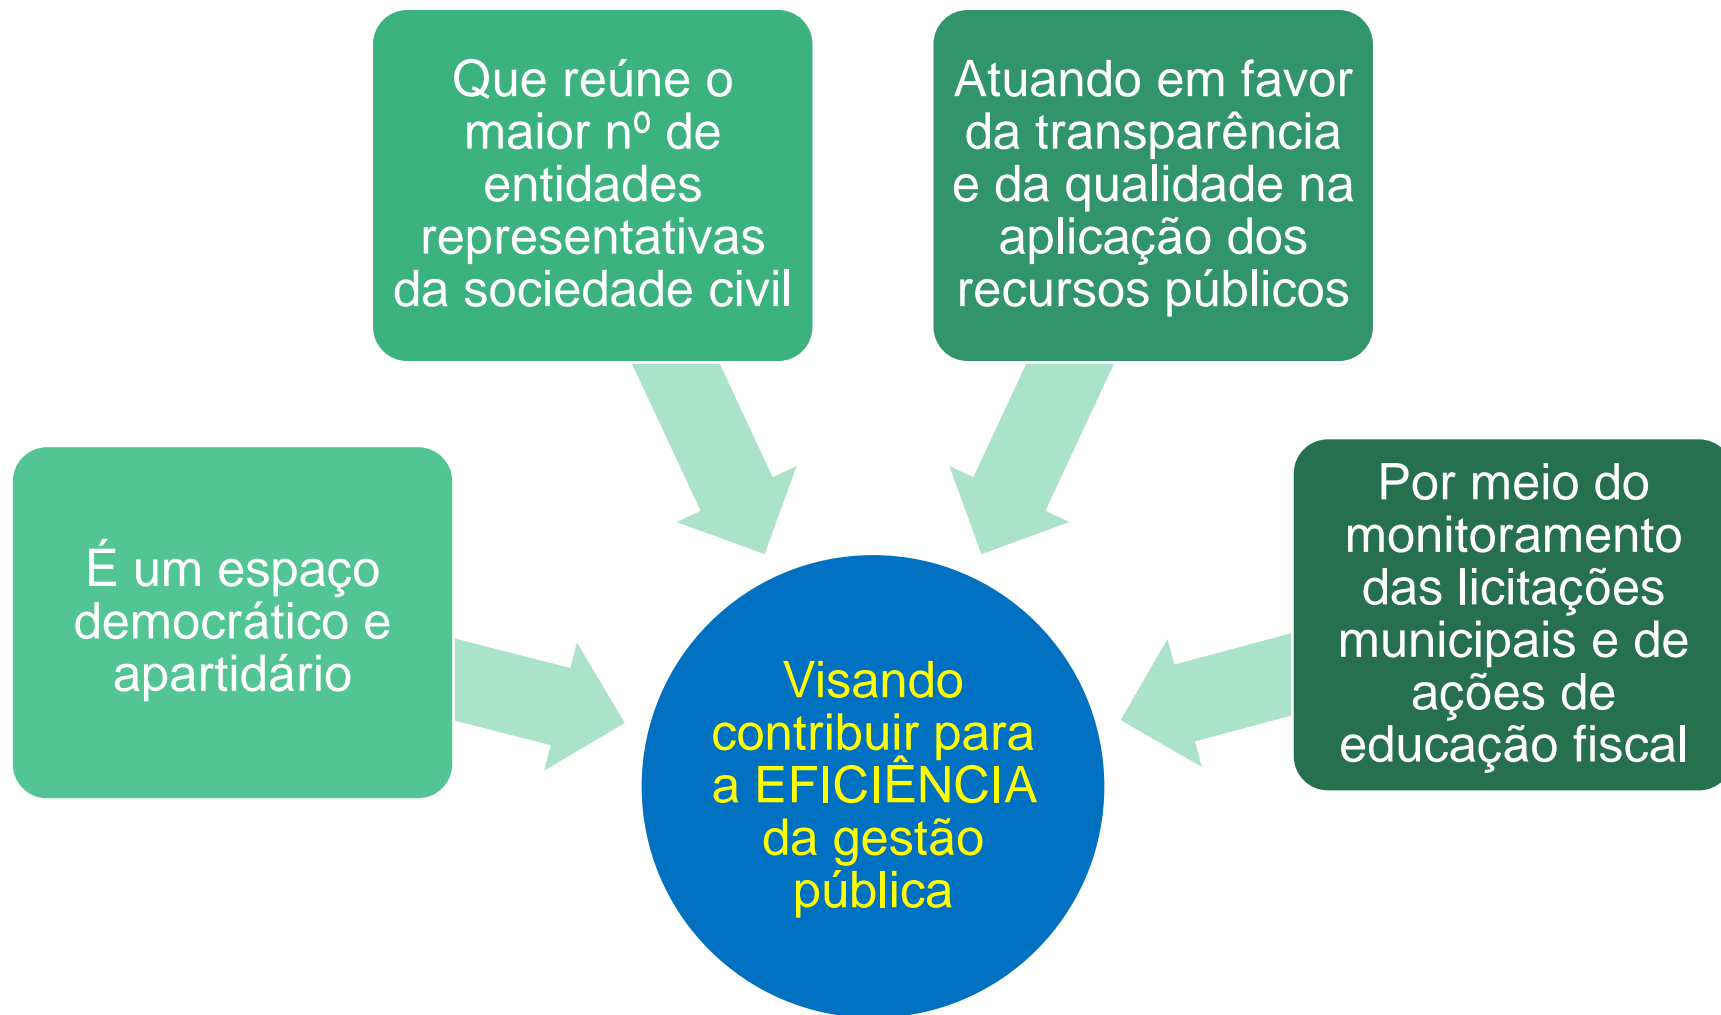 É um espaço
democrático e
apartidário
Que reúne o
maior nº de
entidades
representativas
da sociedade civil
Atuando em favor
da transparência
e da qualidade na
aplicação dos
recursos públicos
Por meio do
monitoramento
das licitações
municipais e de
ações de
educação fiscal
Visando
contribuir para
a EFICIÊNCIA
da gestão
pública